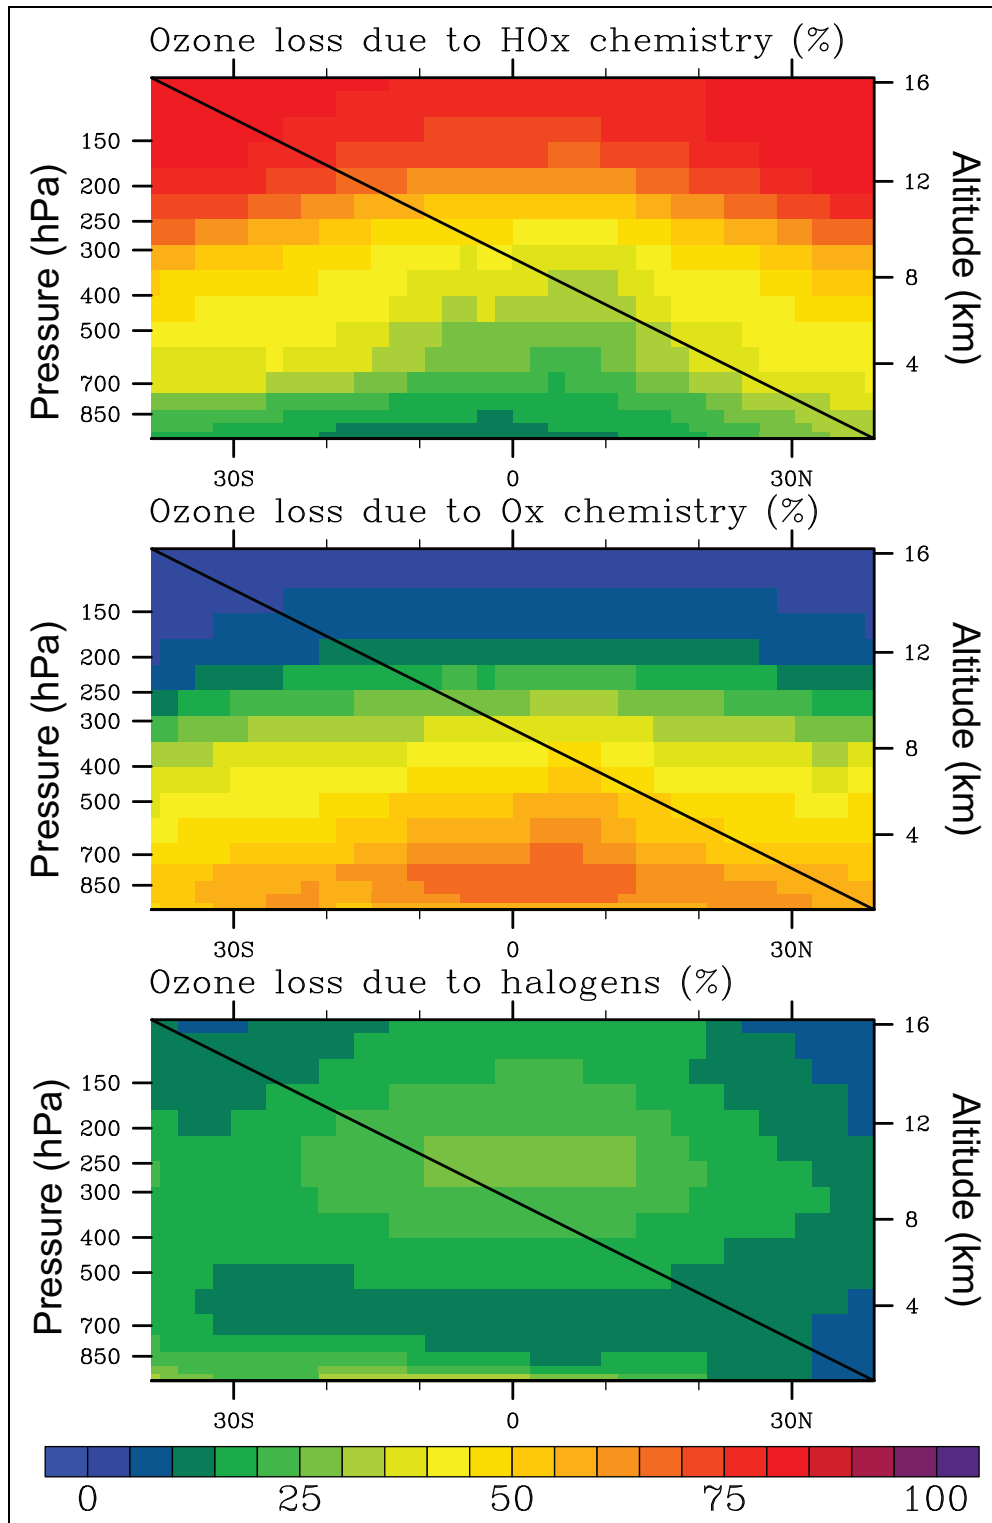 Ozone loss due to HOx chemistry (%)
Pressure (hPa)
150
200
250
300
400
500
700
850
16
12
8
4
Altitude (km)
30S 0 30N
Ozone loss due to Ox chemistry (%)
Pressure (hPa)
150
200
250
300
400
500
700
850
16
12
8
4
Altitude (km)
30S 0 30N
Ozone loss due to halogens (%)
Pressure (hPa)
150
200
250
300
400
500
700
850
16
12
8
4
Altitude (km)
30S 0 30N
0 25 50 75 100